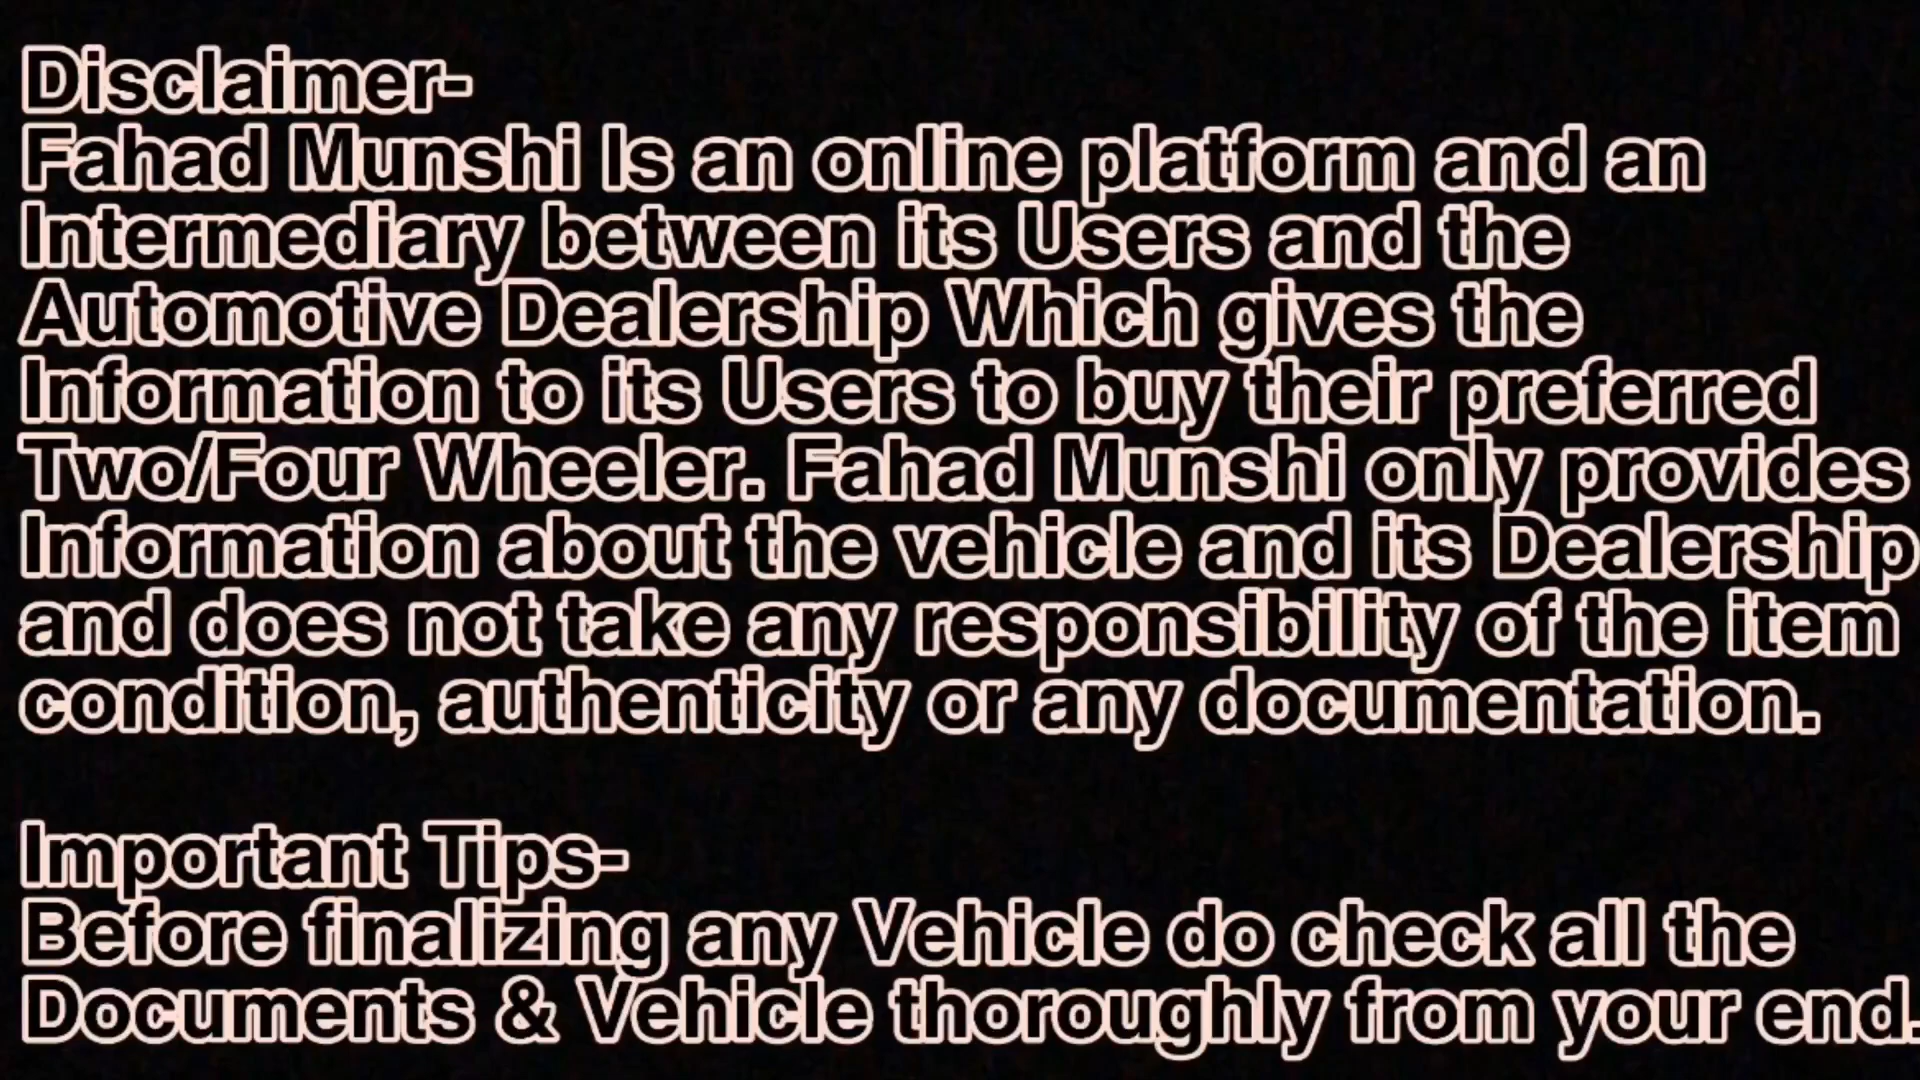 Disclaimer-
Fahad Munshi Is an online platform and an
Intermediary between its Users and the
Automotive Dealership Which gives the
Information to its Users to buy their preferred
Two/Four Wheeler. Fahad Munshi only provides
Information about the vehicle and its Dealership
and does not take any responsibility of the item
condition, authenticity or any documentation.

Important Tips-
Before finalizing any Vehicle do check all the
Documents & Vehicle thoroughly from your end.